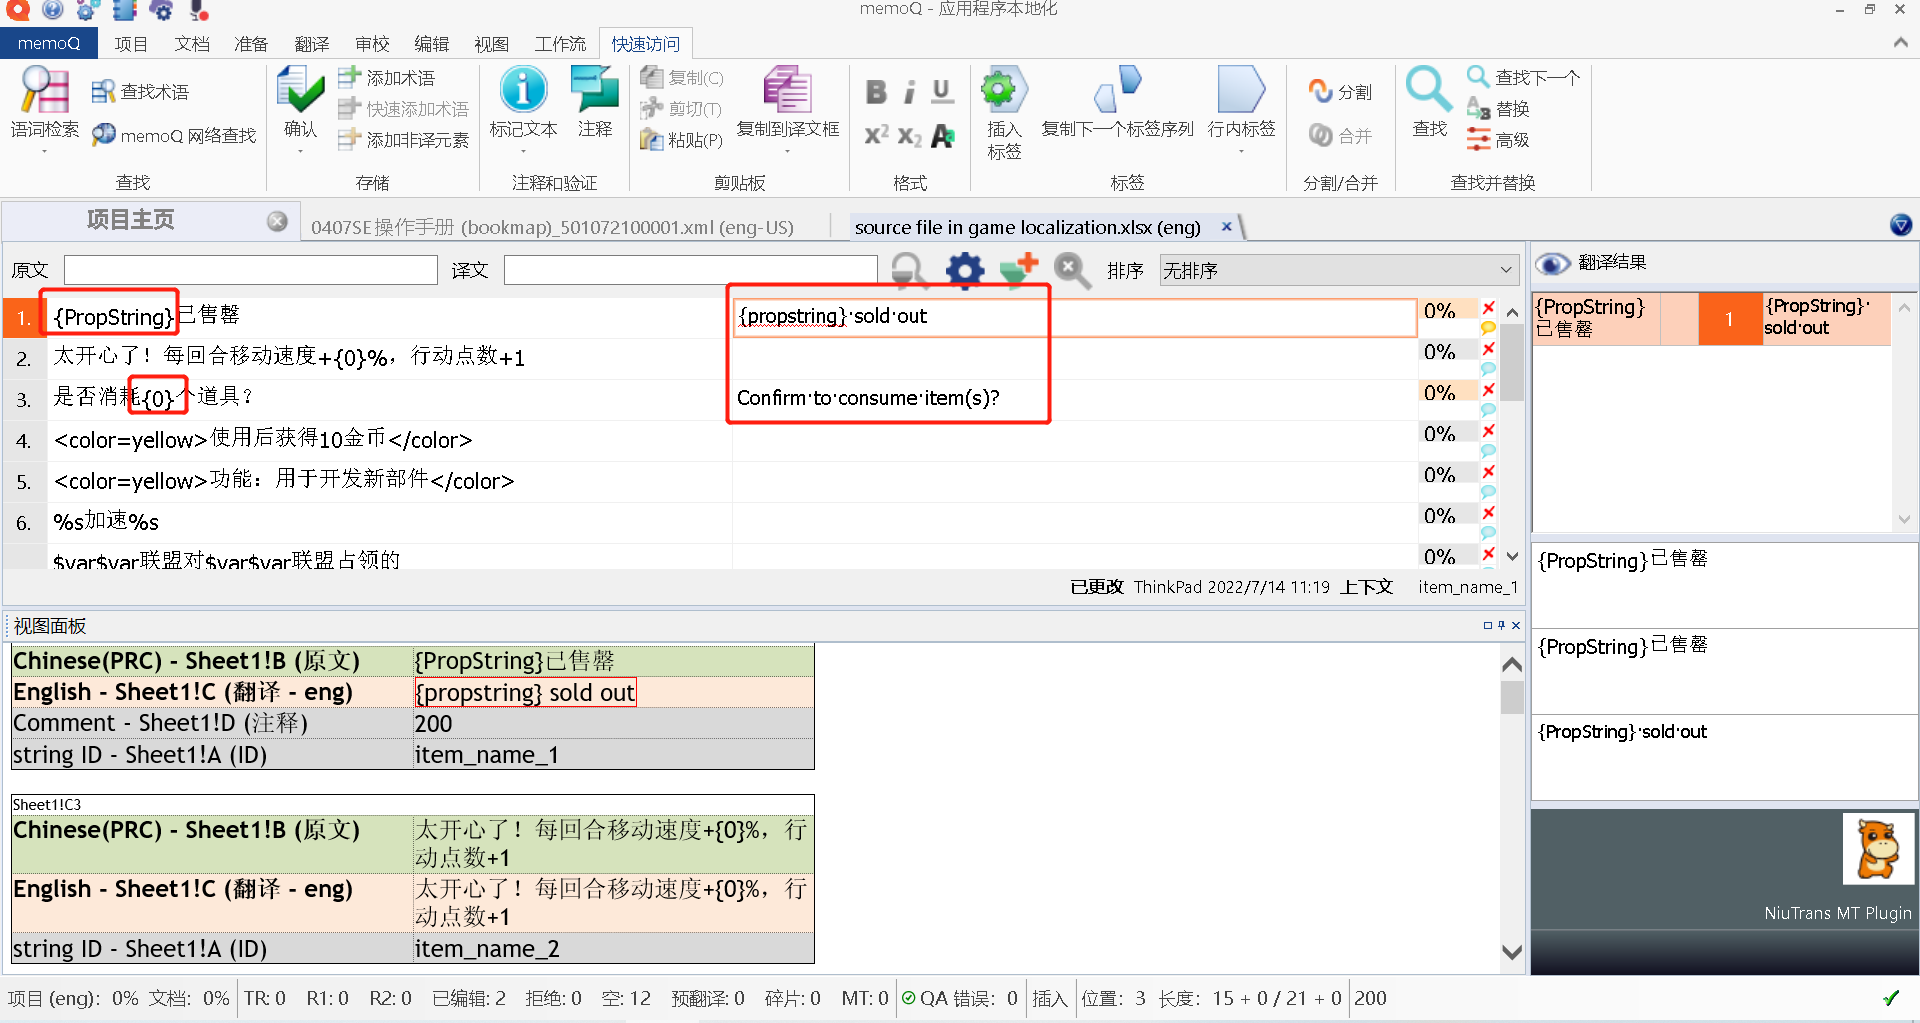 memoQ - 应用程序本地化
memoQ 项目 文档 准备 翻译 审校 编辑 视图 工作流 快速访问
语词检索
查找术语
memoQ 网络查找
查找
确认
添加术语
快速添加术语
添加非译元素
存储
标记文本
注释
注释和验证
复制(C)
剪切(T)
粘贴(P)
复制到译文框
剪贴板
B i U
x² x₂ A
格式
插入
标签
复制下一个标签序列
行内标签
标签
分割
合并
分割/合并
查找
查找下一个
替换
高级
查找并替换
项目主页
0407SE操作手册 (bookmap)_501072100001.xml (eng-US)
source file in game localization.xlsx (eng)
原文 译文 排序 无排序
1. {PropString}已售罄 {propstring}·sold·out 0%
2. 太开心了！每回合移动速度+{0}%，行动点数+1 0%
3. 是否消耗{0}个道具？ Confirm·to·consume·item(s)? 0%
4. <color=yellow>使用后获得10金币</color> 0%
5. <color=yellow>功能：用于开发新部件</color> 0%
6. %s加速%s 0%
$var$var联盟对$var$var联盟占领的 0%
已更改 ThinkPad 2022/7/14 11:19 上下文 item_name_1
视图面板
Chinese(PRC) - Sheet1!B (原文) {PropString}已售罄
English - Sheet1!C (翻译 - eng) {propstring} sold out
Comment - Sheet1!D (注释) 200
string ID - Sheet1!A (ID) item_name_1
Sheet1!C3
Chinese(PRC) - Sheet1!B (原文) 太开心了！每回合移动速度+{0}%，行
动点数+1
English - Sheet1!C (翻译 - eng) 太开心了！每回合移动速度+{0}%，行
动点数+1
string ID - Sheet1!A (ID) item_name_2
翻译结果
{PropString}
已售罄
1
{PropString}·
sold·out
{PropString}已售罄
{PropString}已售罄
{PropString}·sold·out
NiuTrans MT Plugin
项目 (eng): 0% 文档: 0% TR: 0 R1: 0 R2: 0 已编辑: 2 拒绝: 0 空: 12 预翻译: 0 碎片: 0 MT: 0 QA 错误: 0 插入 位置: 3 长度: 15 + 0 / 21 + 0 200